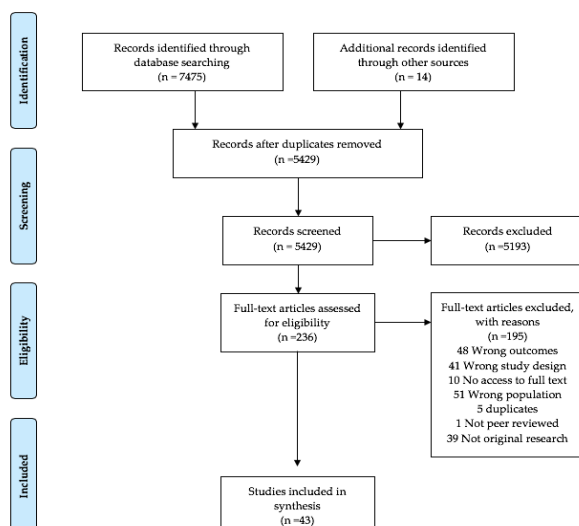 Identification
Records identified through
database searching
(n = 7475)
Additional records identified
through other sources
(n = 14)
Records after duplicates removed
(n =5429)
Screening
Records screened
(n =5429)
Records excluded
(n =5193)
Eligibility
Full-text articles assessed
for eligibility
(n =236)
Full-text articles excluded,
with reasons
(n =195)
48 Wrong outcomes
41 Wrong study design
10 No access to full text
51 Wrong population
5 duplicates
1 Not peer reviewed
39 Not original research
Included
Studies included in
synthesis
(n =43)